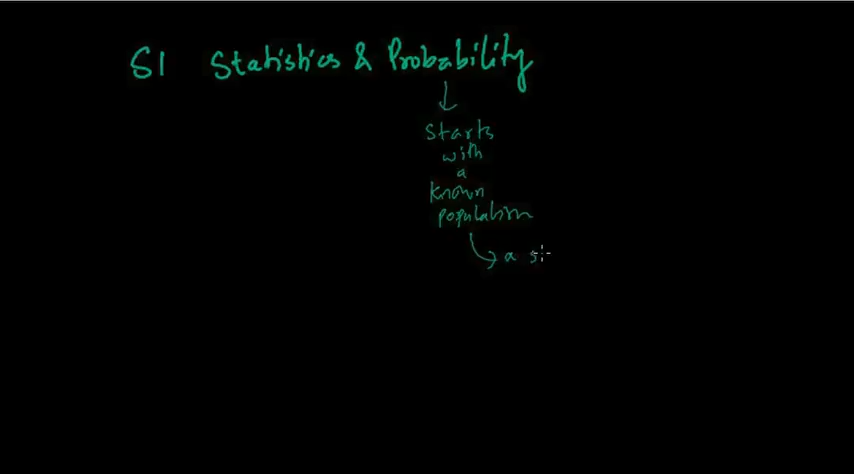 S1 Statistics & Probability
starts
with
a
known
population
a s